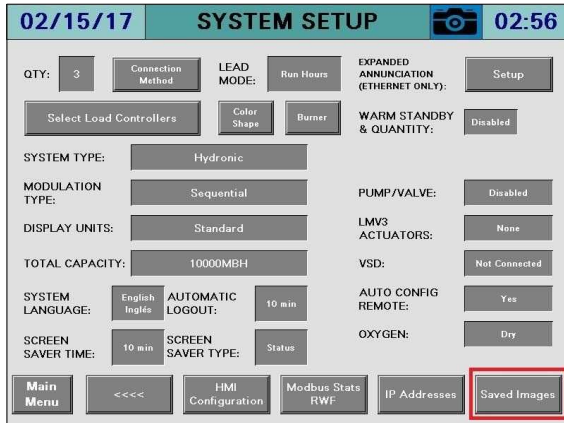 02/15/17 SYSTEM SETUP 02:56
QTY: 3 Connection Method LEAD MODE: Run Hours EXPANDED ANNUNCIATION (ETHERNET ONLY): Setup
Select Load Controllers Color Shape Burner WARM STANDBY & QUANTITY: Disabled
SYSTEM TYPE: Hydronic
MODULATION TYPE: Sequential PUMP/VALVE: Disabled
DISPLAY UNITS: Standard LMV3 ACTUATORS: None
TOTAL CAPACITY: 10000MBH VSD: Not Connected
SYSTEM LANGUAGE: English Inglés AUTOMATIC LOGOUT: 10 min AUTO CONFIG REMOTE: Yes
SCREEN SAVER TIME: 10 min SCREEN SAVER TYPE: Status OXYGEN: Dry
Main Menu <<<< HMI Configuration Modbus Stats RWF IP Addresses Saved Images